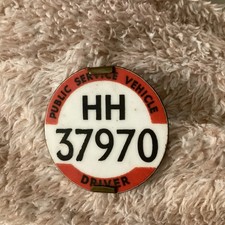 PUBLIC SERVICE VEHICLE
HH
37970
DRIVER